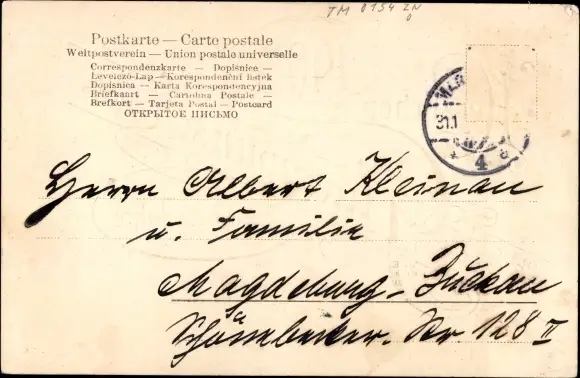 TM 0154 ZN
Postkarte — Carte postale
Weltpostverein — Union postale universelle
Correspondenzkarte — Dopisnice —
Levelező-Lap — Korespondenční lístek
Dopisnica — Karta Korespondencyjna
Briefkaart — Cartolina Postale —
Brefkort — Tarjeta Postal — Postcard
ОТКРЫТОЕ ПИСЬМО
31.1
* 4 a
Herrn Albert Kleinau
u. Familie
Magdeburg-Buckau
Schönebecker. Str. 128 II